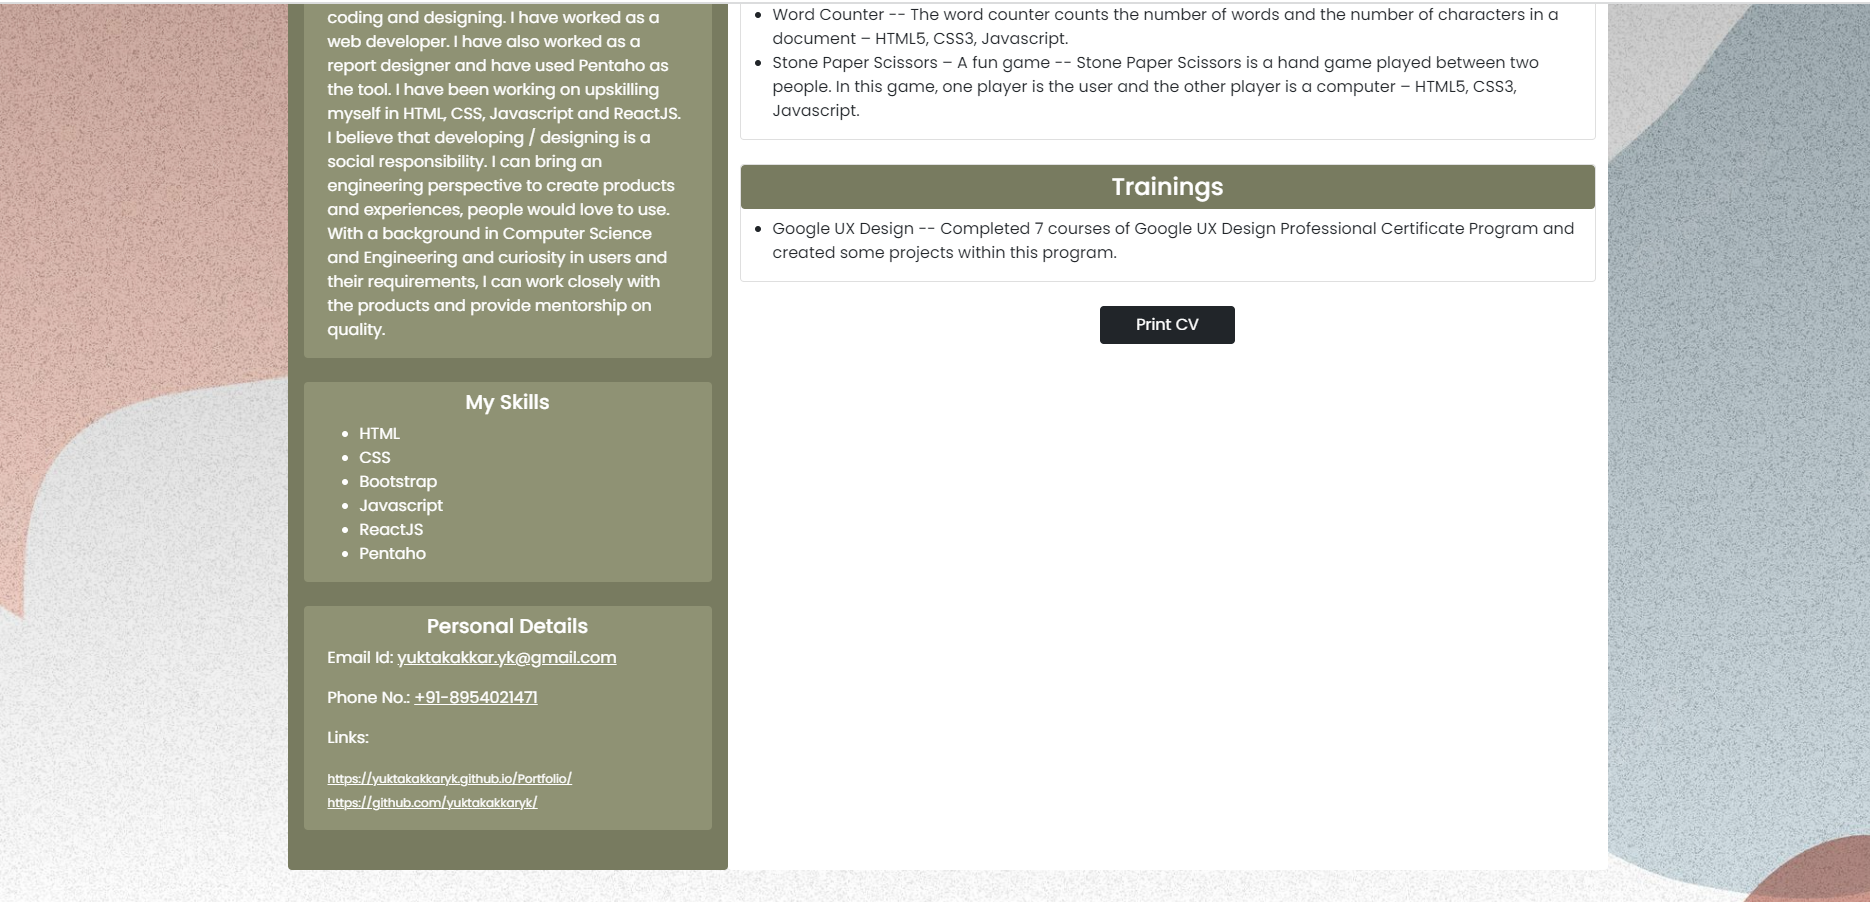 coding and designing. I have worked as a
web developer. I have also worked as a
report designer and have used Pentaho as
the tool. I have been working on upskilling
myself in HTML, CSS, Javascript and ReactJS.
I believe that developing / designing is a
social responsibility. I can bring an
engineering perspective to create products
and experiences, people would love to use.
With a background in Computer Science
and Engineering and curiosity in users and
their requirements, I can work closely with
the products and provide mentorship on
quality.
My Skills
• HTML
• CSS
• Bootstrap
• Javascript
• ReactJS
• Pentaho
Personal Details
Email Id: yuktakakkar.yk@gmail.com
Phone No.: +91-8954021471
Links:
https://yuktakakkaryk.github.io/Portfolio/
https://github.com/yuktakakkaryk/
• Word Counter -- The word counter counts the number of words and the number of characters in a
document – HTML5, CSS3, Javascript.
• Stone Paper Scissors – A fun game -- Stone Paper Scissors is a hand game played between two
people. In this game, one player is the user and the other player is a computer – HTML5, CSS3,
Javascript.
Trainings
• Google UX Design -- Completed 7 courses of Google UX Design Professional Certificate Program and
created some projects within this program.
Print CV